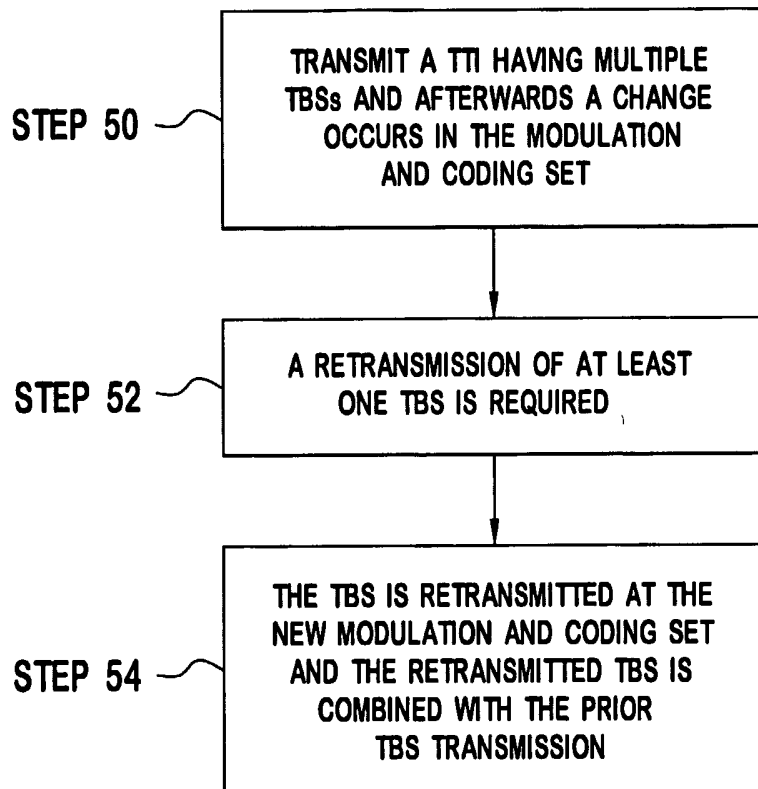 STEP 50
TRANSMIT A TTI HAVING MULTIPLE
TBSs AND AFTERWARDS A CHANGE
OCCURS IN THE MODULATION
AND CODING SET
STEP 52
A RETRANSMISSION OF AT LEAST
ONE TBS IS REQUIRED
STEP 54
THE TBS IS RETRANSMITTED AT THE
NEW MODULATION AND CODING SET
AND THE RETRANSMITTED TBS IS
COMBINED WITH THE PRIOR
TBS TRANSMISSION